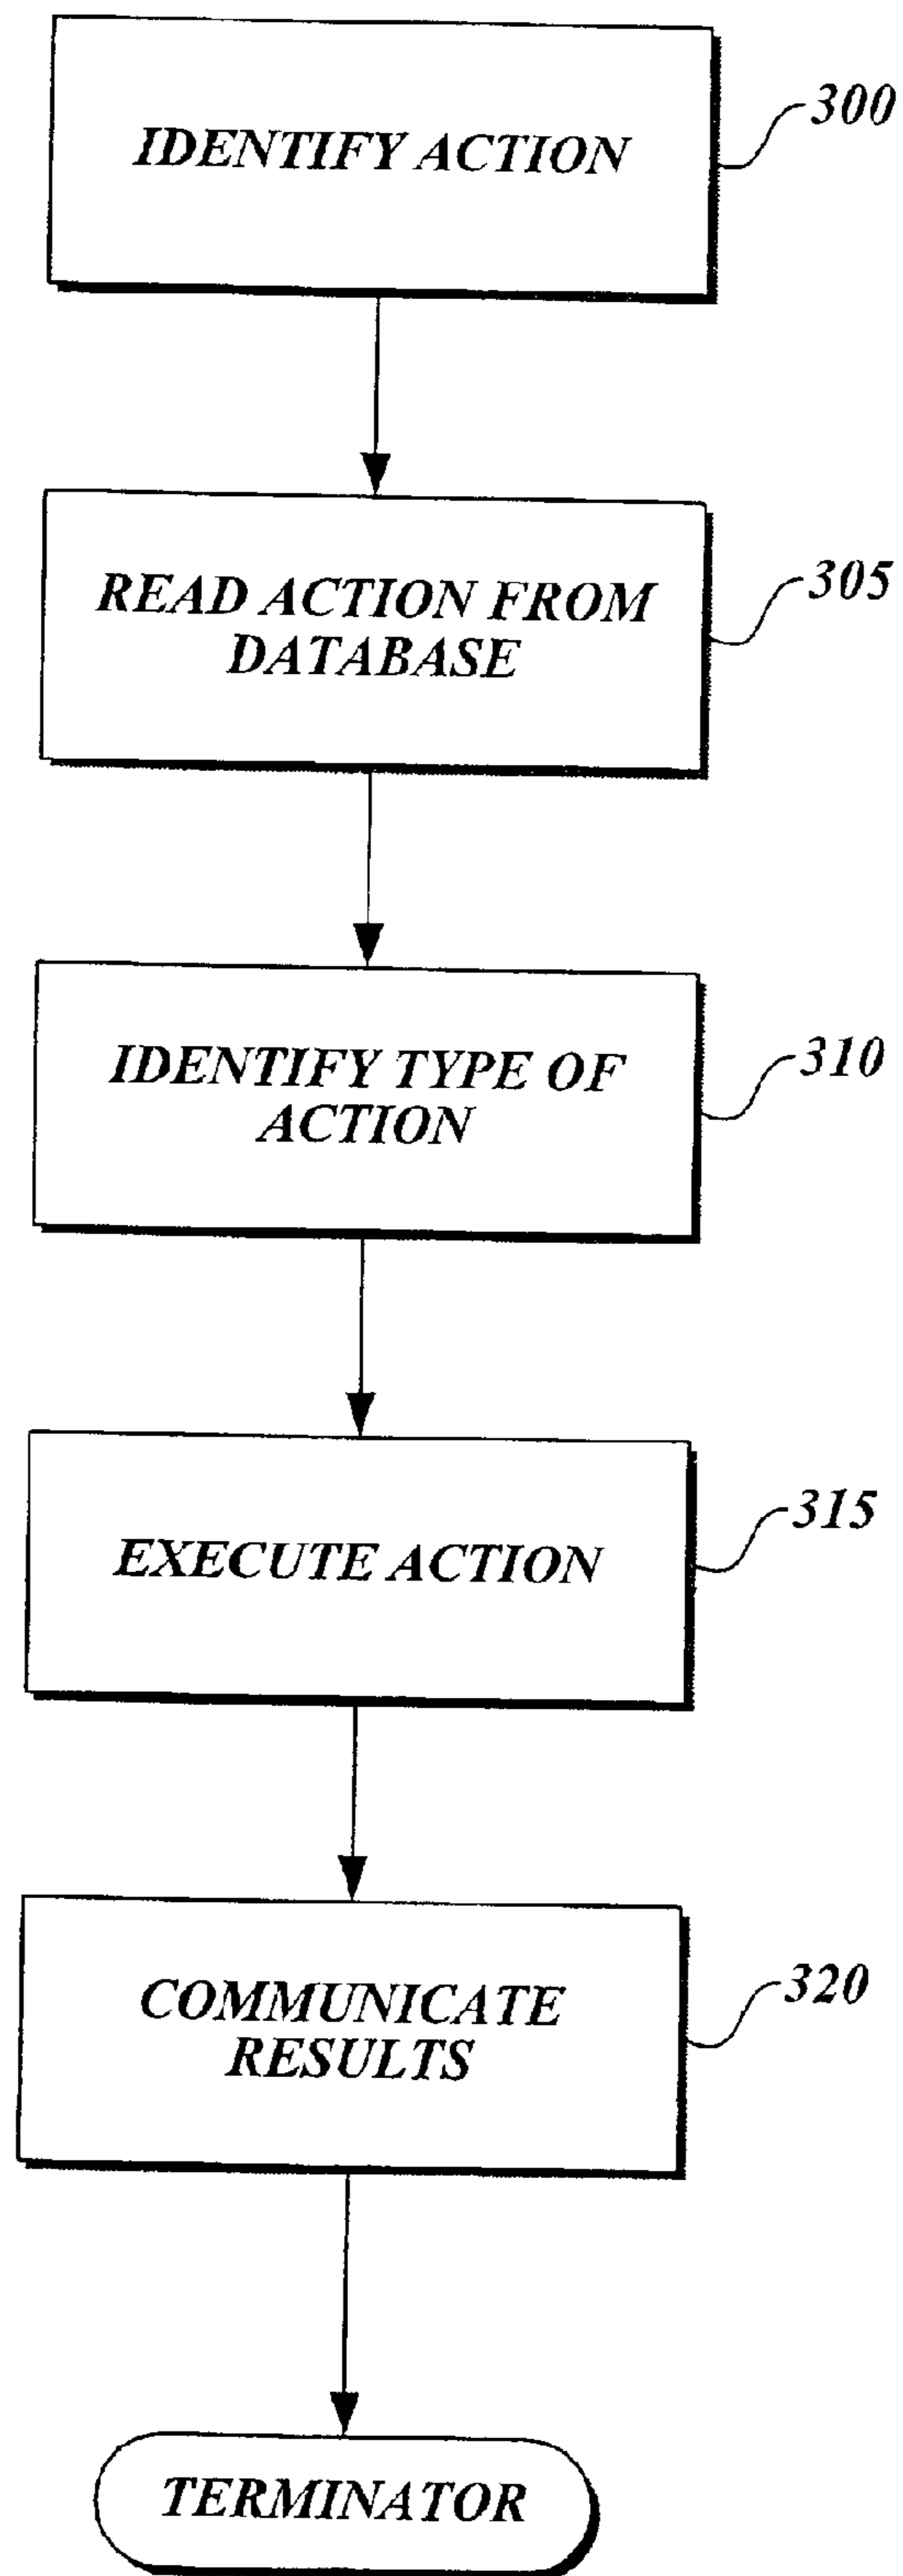 IDENTIFY ACTION
300
READ ACTION FROM
DATABASE
305
IDENTIFY TYPE OF
ACTION
310
EXECUTE ACTION
315
COMMUNICATE
RESULTS
320
TERMINATOR